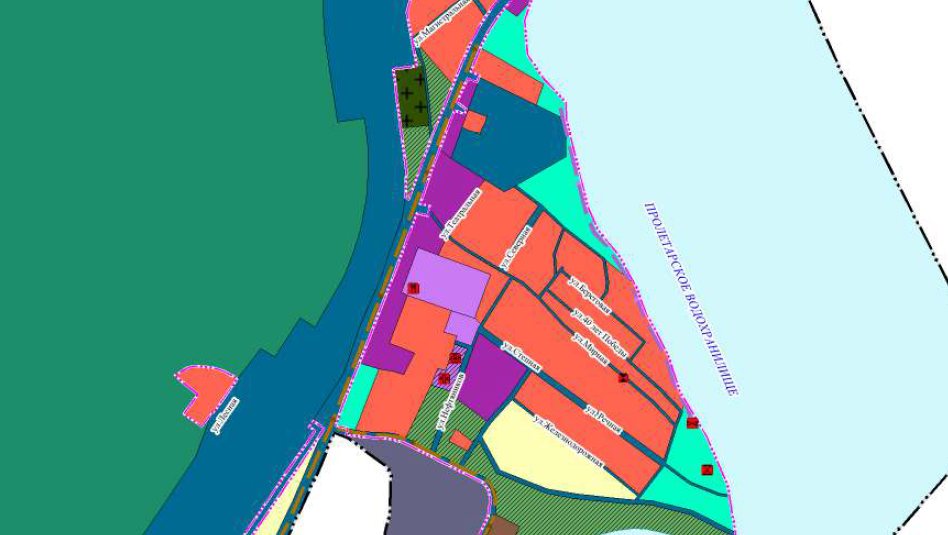 ул.Магистральная
ул.Театральная
ул.Северная
ПРОЛЕТАРСКОЕ ВОДОХРАНИЛИЩЕ
ул.Береговая
ул.40 лет Победы
ул.Мирная
ул.Степная
ул.Нефтяников
ул.Речная
ул.Железнодорожная
ул.Лесная